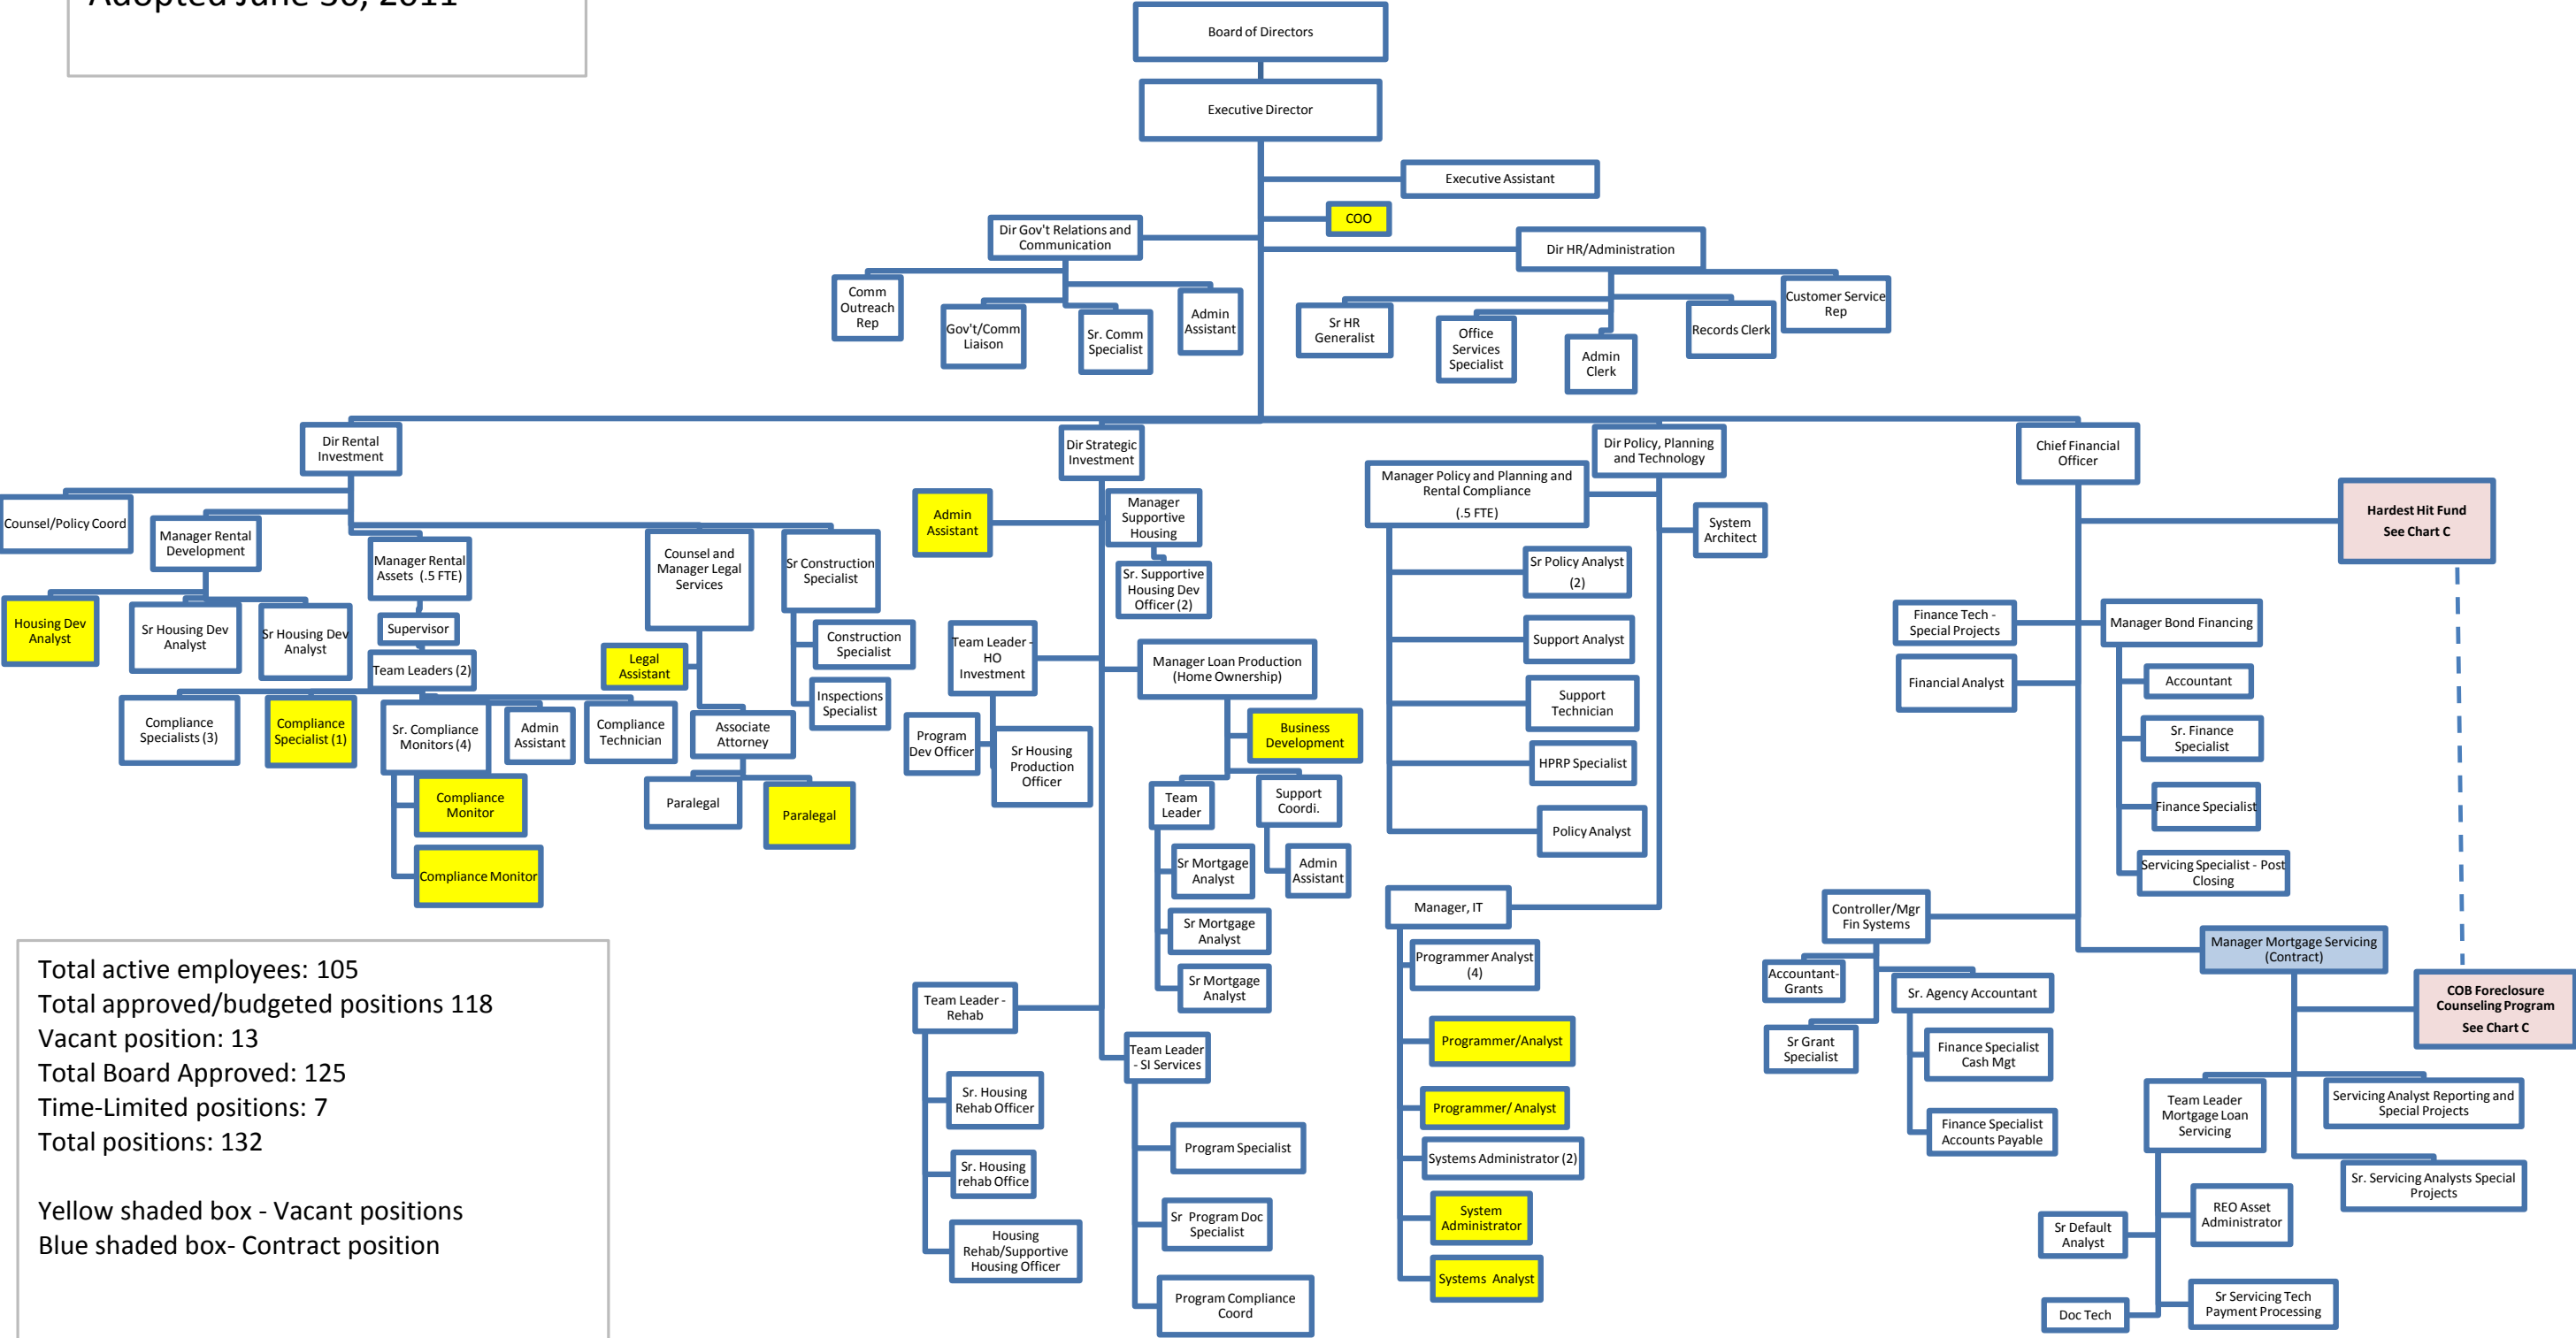 Adopted June 30, 2011
Board of Directors
Executive Director
Executive Assistant
COO
Dir Gov't Relations and
Communication
Dir HR/Administration
Comm
Outreach
Rep
Gov't/Comm
Liaison
Sr. Comm
Specialist
Admin
Assistant
Sr HR
Generalist
Office
Services
Specialist
Admin
Clerk
Records Clerk
Customer Service
Rep
Dir Rental
Investment
Counsel/Policy Coord
Manager Rental
Development
Housing Dev
Analyst
Sr Housing Dev
Analyst
Sr Housing Dev
Analyst
Manager Rental
Assets (.5 FTE)
Supervisor
Team Leaders (2)
Compliance
Specialists (3)
Compliance
Specialist (1)
Sr. Compliance
Monitors (4)
Admin
Assistant
Compliance
Technician
Compliance
Monitor
Compliance Monitor
Counsel and
Manager Legal
Services
Legal
Assistant
Associate
Attorney
Paralegal
Paralegal
Sr Construction
Specialist
Construction
Specialist
Inspections
Specialist
Dir Strategic
Investment
Admin
Assistant
Manager
Supportive
Housing
Sr. Supportive
Housing Dev
Officer (2)
Team Leader -
HO
Investment
Program
Dev Officer
Sr Housing
Production
Officer
Manager Loan Production
(Home Ownership)
Business
Development
Team
Leader
Support
Coordi.
Sr Mortgage
Analyst
Admin
Assistant
Sr Mortgage
Analyst
Sr Mortgage
Analyst
Team Leader -
Rehab
Sr. Housing
Rehab Officer
Sr. Housing
rehab Office
Housing
Rehab/Supportive
Housing Officer
Team Leader
- SI Services
Program Specialist
Sr Program Doc
Specialist
Program Compliance
Coord
Dir Policy, Planning
and Technology
Manager Policy and Planning and
Rental Compliance
(.5 FTE)
System
Architect
Sr Policy Analyst
(2)
Support Analyst
Support
Technician
HPRP Specialist
Policy Analyst
Manager, IT
Programmer Analyst
(4)
Programmer/Analyst
Programmer/ Analyst
Systems Administrator (2)
System
Administrator
Systems Analyst
Chief Financial
Officer
Hardest Hit Fund
See Chart C
Finance Tech -
Special Projects
Manager Bond Financing
Financial Analyst
Accountant
Sr. Finance
Specialist
Finance Specialist
Servicing Specialist - Post
Closing
Controller/Mgr
Fin Systems
Accountant-
Grants
Sr. Agency Accountant
Sr Grant
Specialist
Finance Specialist
Cash Mgt
Finance Specialist
Accounts Payable
Manager Mortgage Servicing
(Contract)
COB Foreclosure
Counseling Program
See Chart C
Team Leader
Mortgage Loan
Servicing
Servicing Analyst Reporting and
Special Projects
Sr. Servicing Analysts Special
Projects
REO Asset
Administrator
Sr Default
Analyst
Sr Servicing Tech
Payment Processing
Doc Tech
Total active employees: 105
Total approved/budgeted positions 118
Vacant position: 13
Total Board Approved: 125
Time-Limited positions: 7
Total positions: 132
Yellow shaded box - Vacant positions
Blue shaded box- Contract position